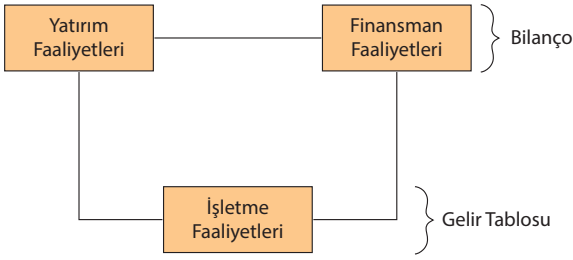 Yatırım
Faaliyetleri
Finansman
Faaliyetleri
Bilanço
İşletme
Faaliyetleri
Gelir Tablosu